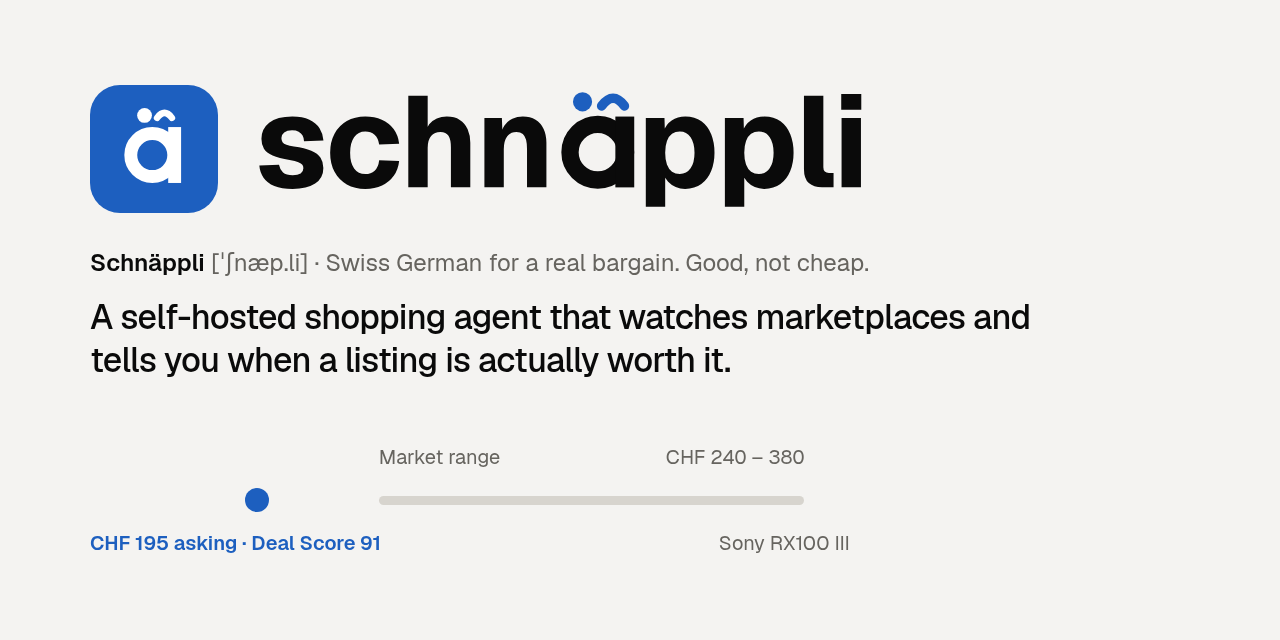 ä schnäppli
Schnäppli [ˈʃnæp.li] · Swiss German for a real bargain. Good, not cheap.
A self-hosted shopping agent that watches marketplaces and
tells you when a listing is actually worth it.
Market range CHF 240 – 380
CHF 195 asking · Deal Score 91 Sony RX100 III